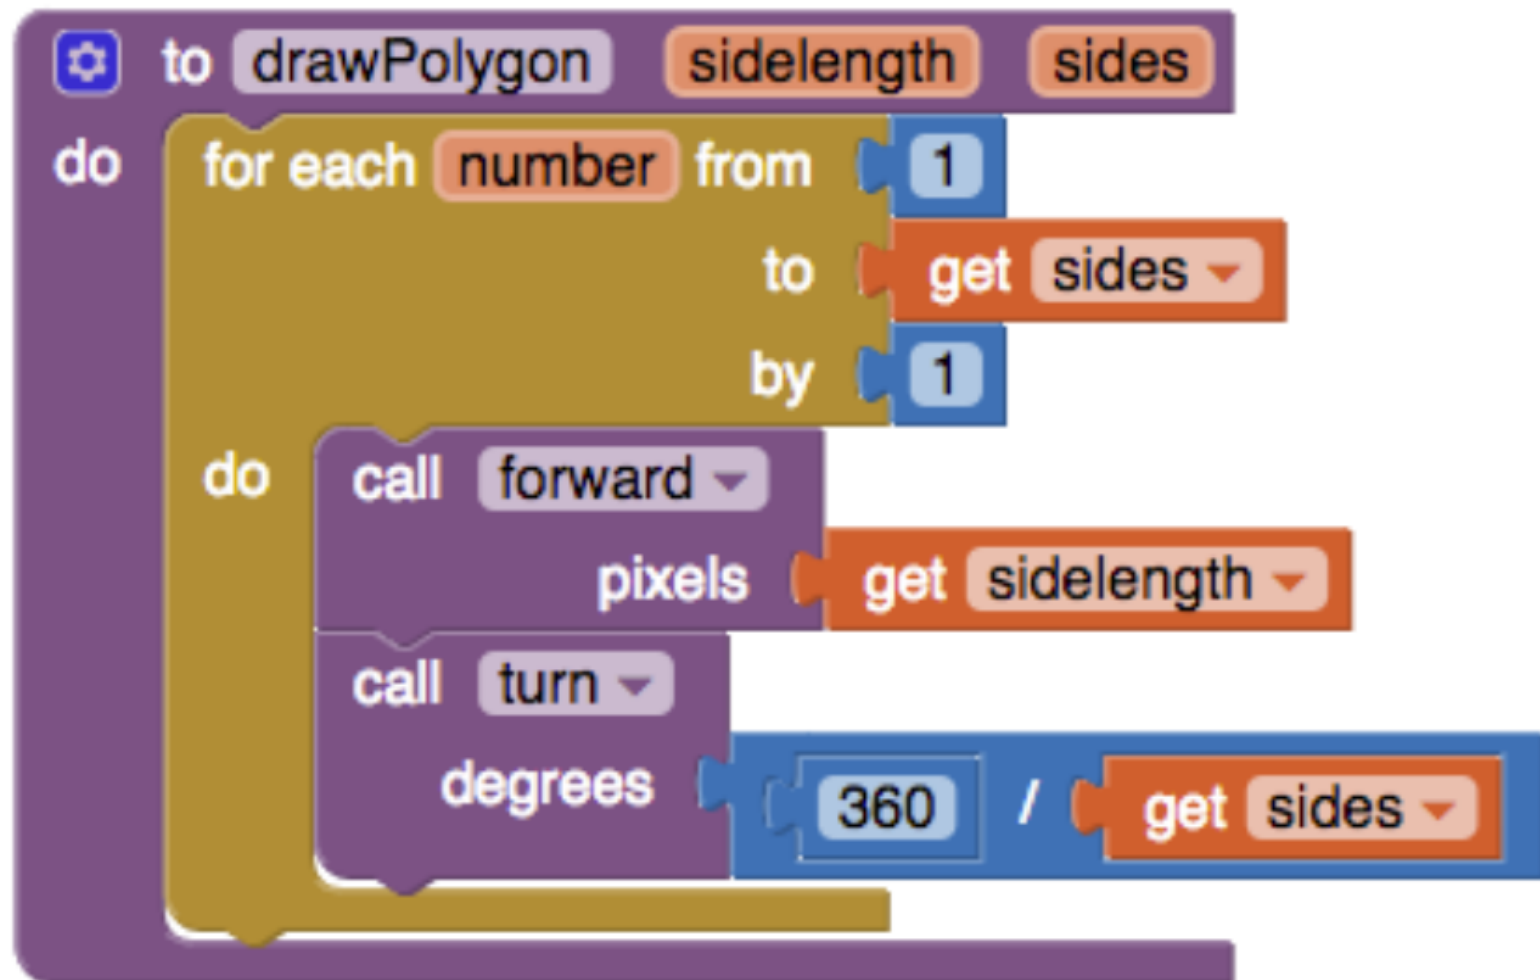 to drawPolygon sidelength sides
do for each number from 1
to get sides
by 1
do call forward
pixels get sidelength
call turn
degrees 360 / get sides